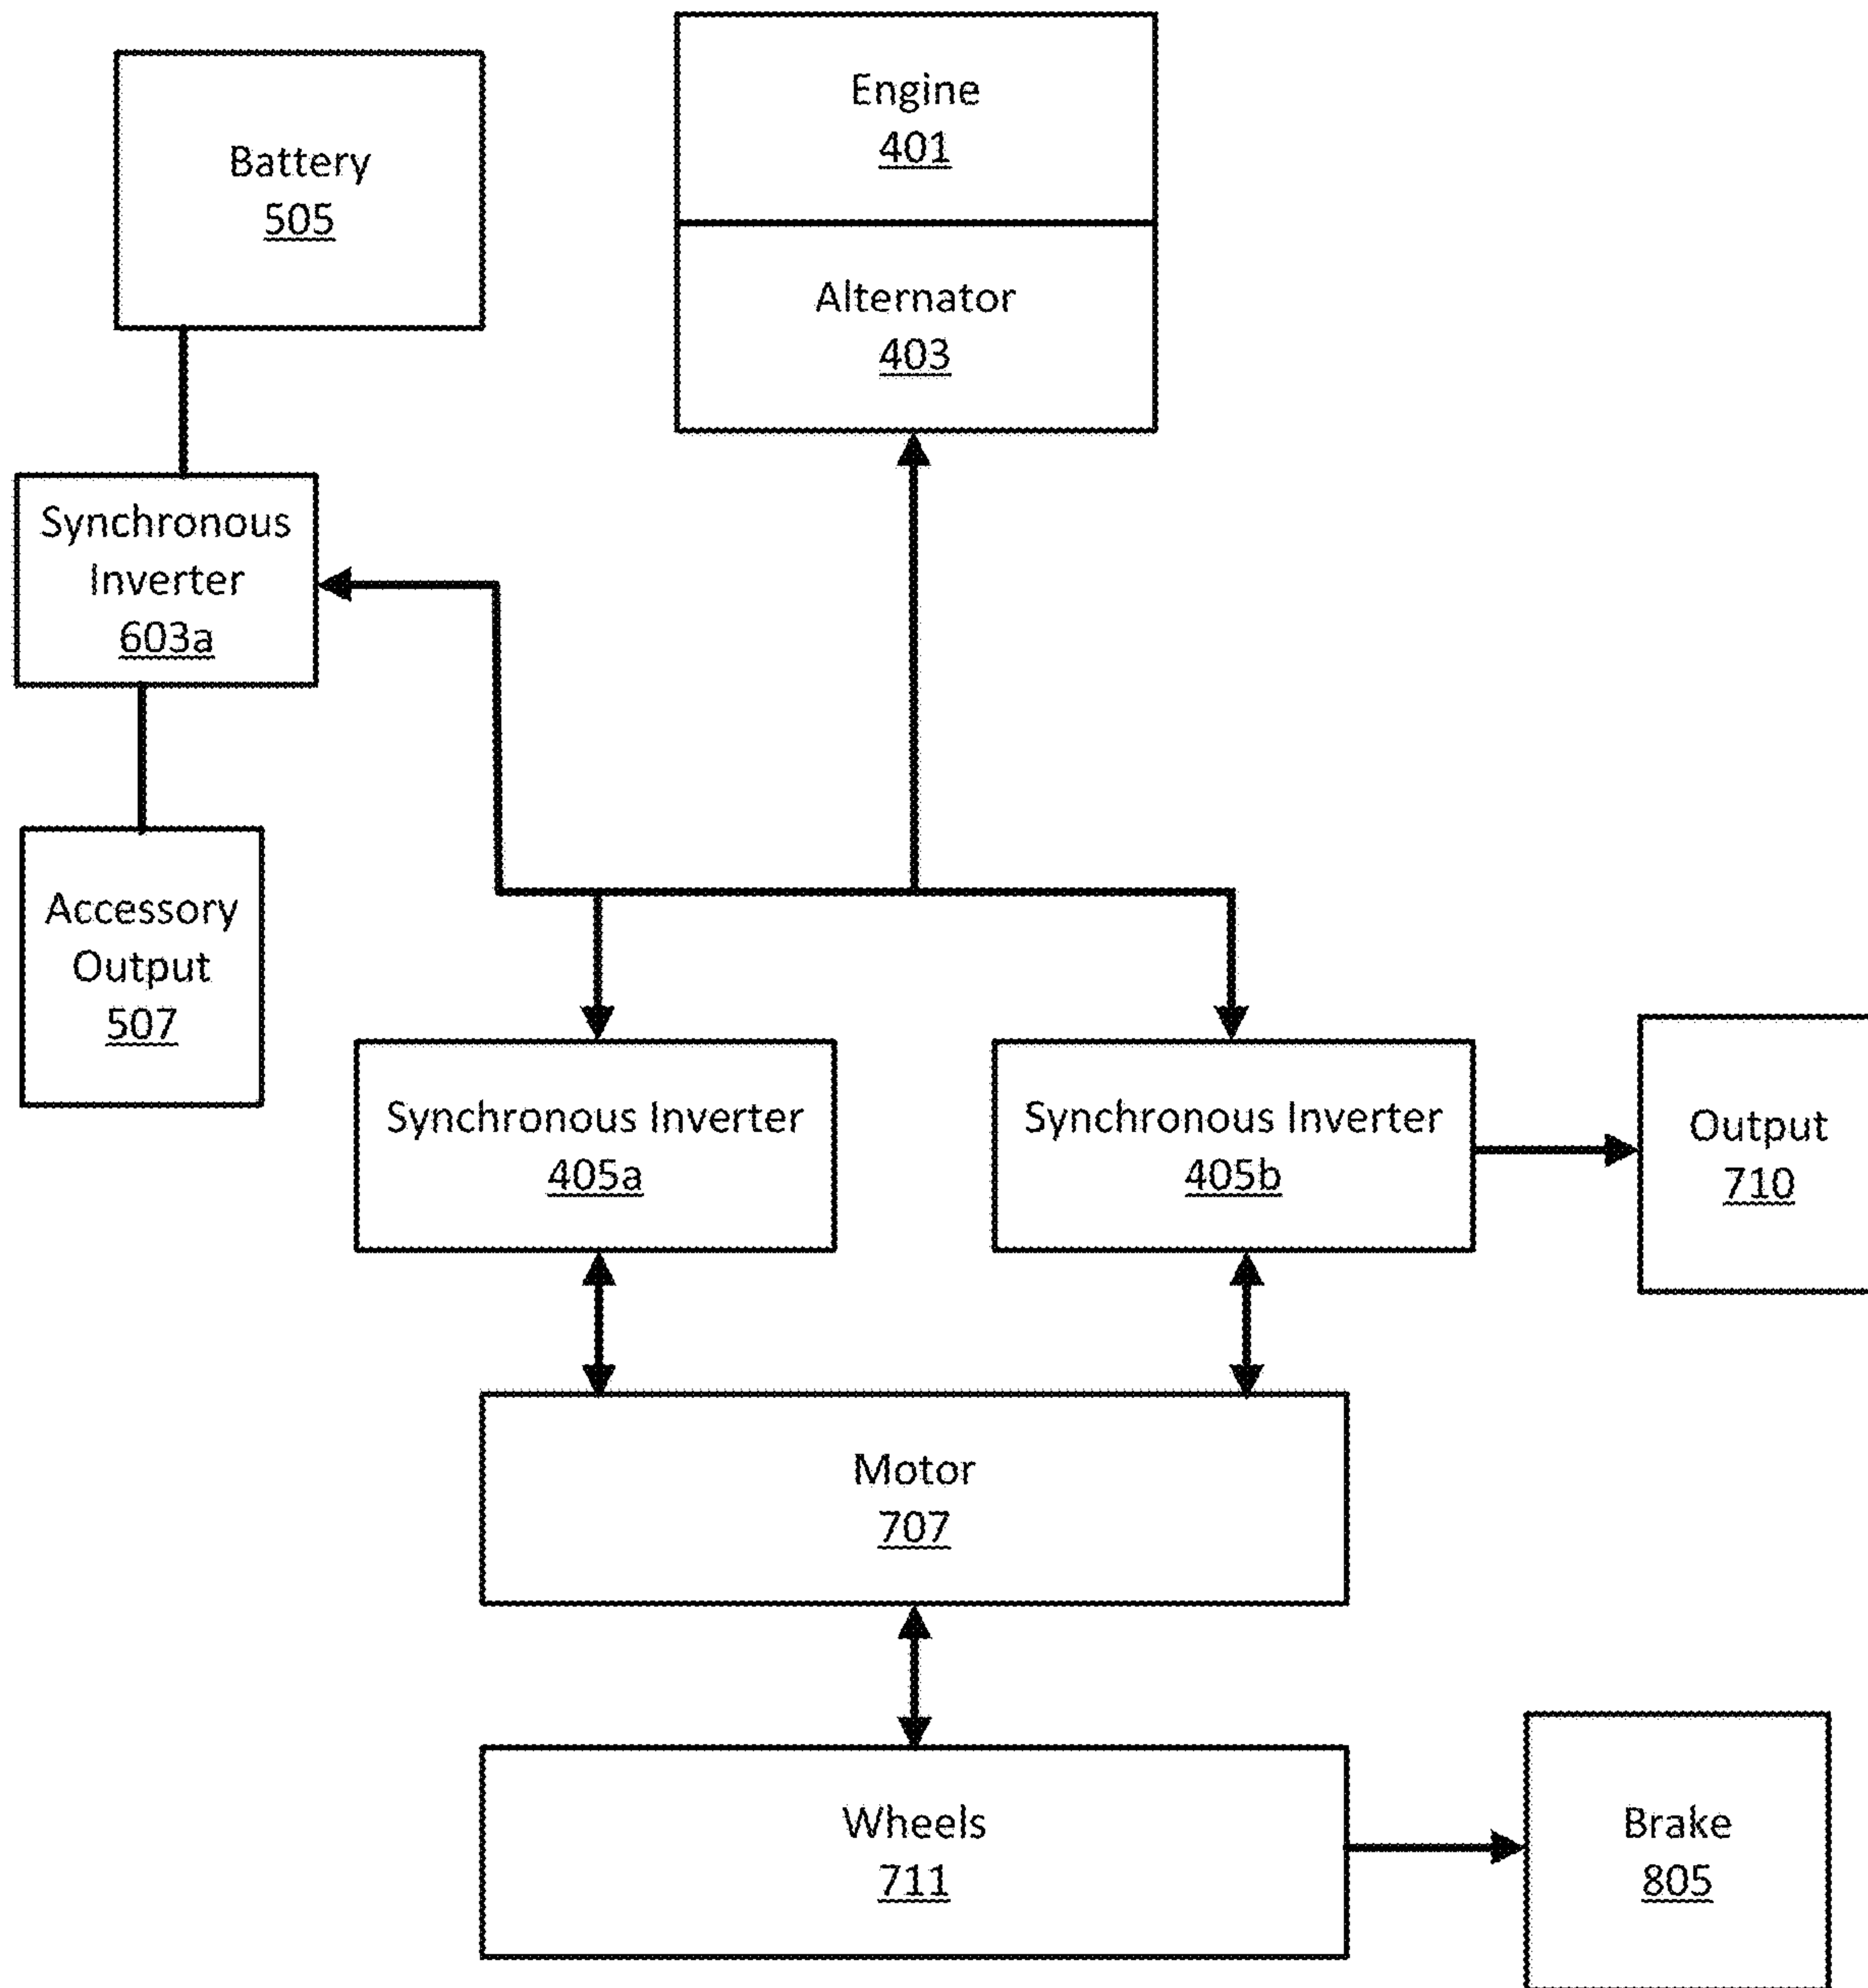 Engine
401
Battery
505
Alternator
403
Synchronous
Inverter
603a
Accessory
Output
507
Synchronous Inverter
405a
Synchronous Inverter
405b
Output
710
Motor
707
Wheels
711
Brake
805